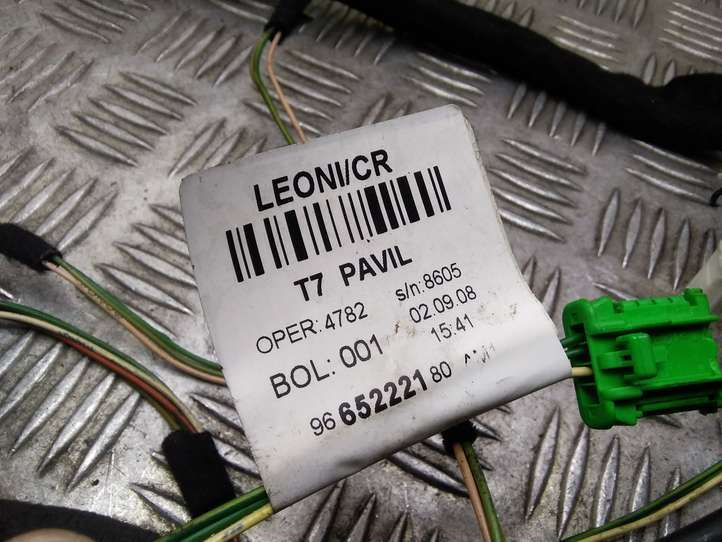 LEONI/CR
T7 PAVIL
OPER: 4782 s/n:8605
BOL: 001 02.09.08
15:41
96 652221 80